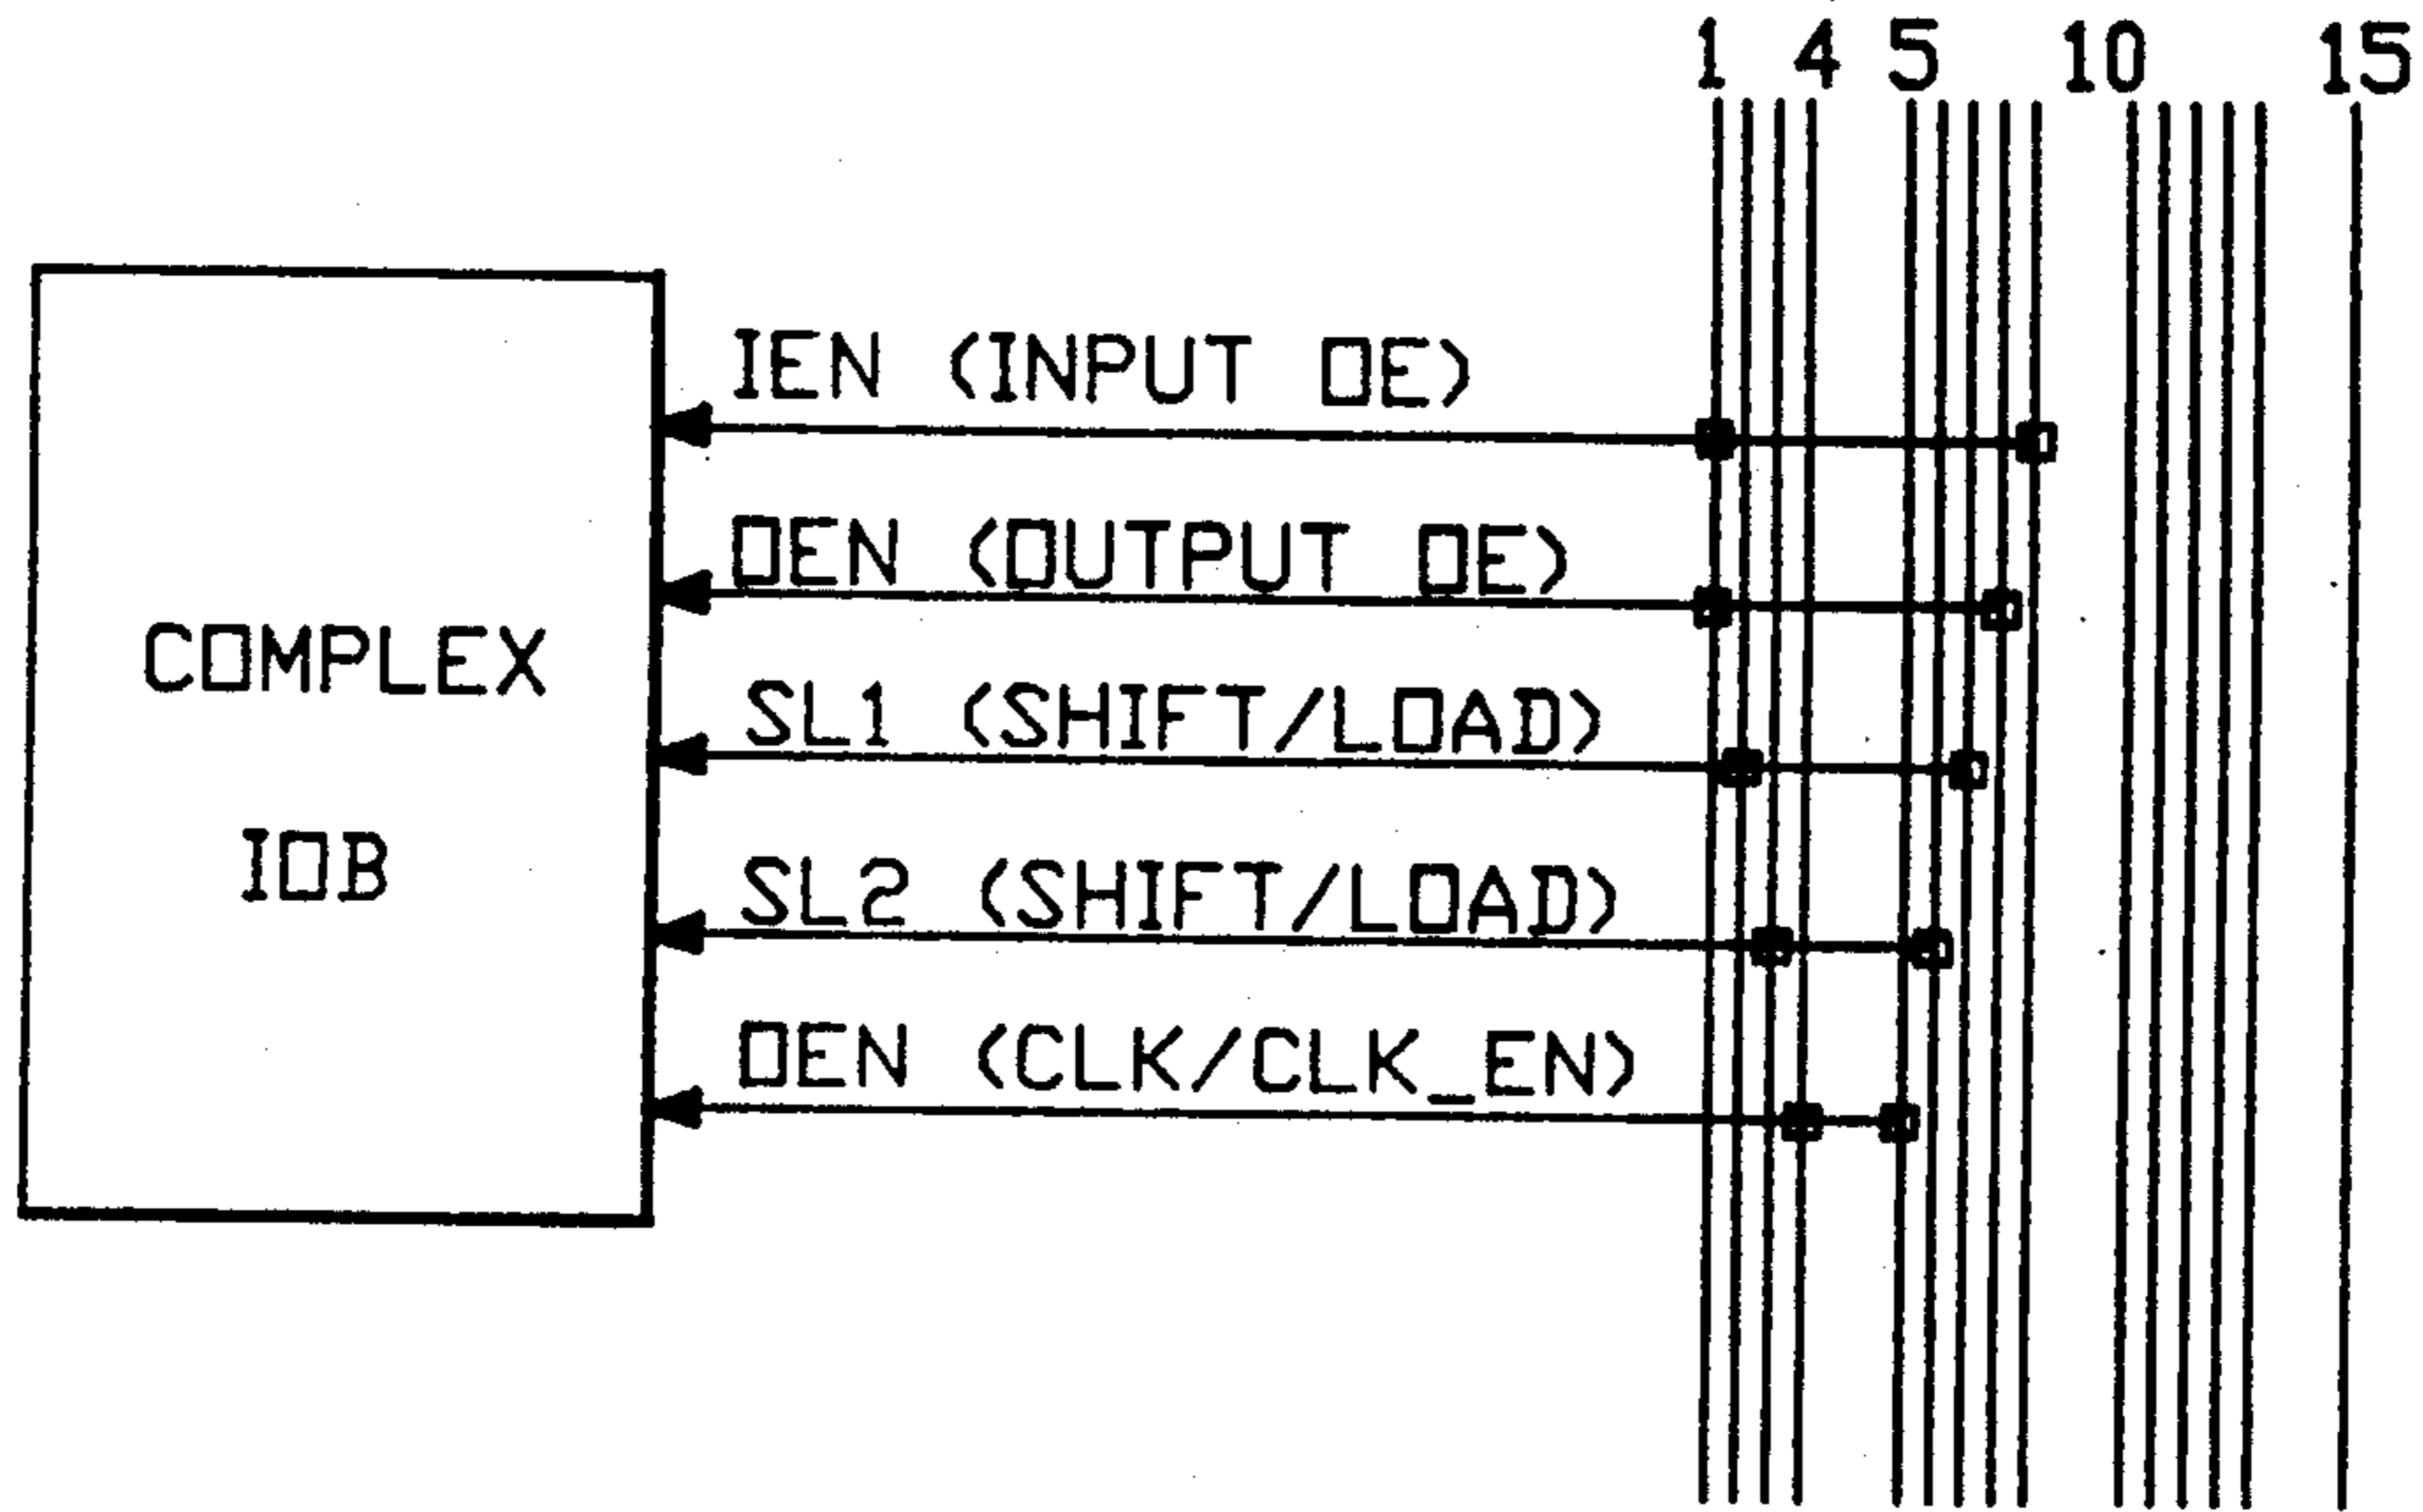 1 4 5 10 15
IEN (INPUT OE)
OEN (OUTPUT OE)
SL1 (SHIFT/LOAD)
SL2 (SHIFT/LOAD)
OEN (CLK/CLK_EN)
COMPLEX
IOB